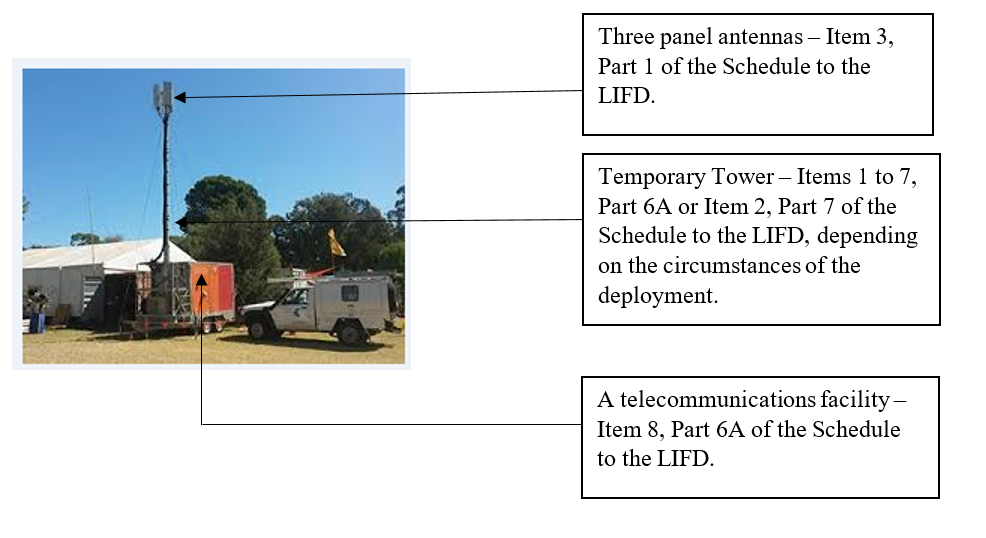 Three panel antennas – Item 3,
Part 1 of the Schedule to the
LIFD.
Temporary Tower – Items 1 to 7,
Part 6A or Item 2, Part 7 of the
Schedule to the LIFD, depending
on the circumstances of the
deployment.
A telecommunications facility –
Item 8, Part 6A of the Schedule
to the LIFD.